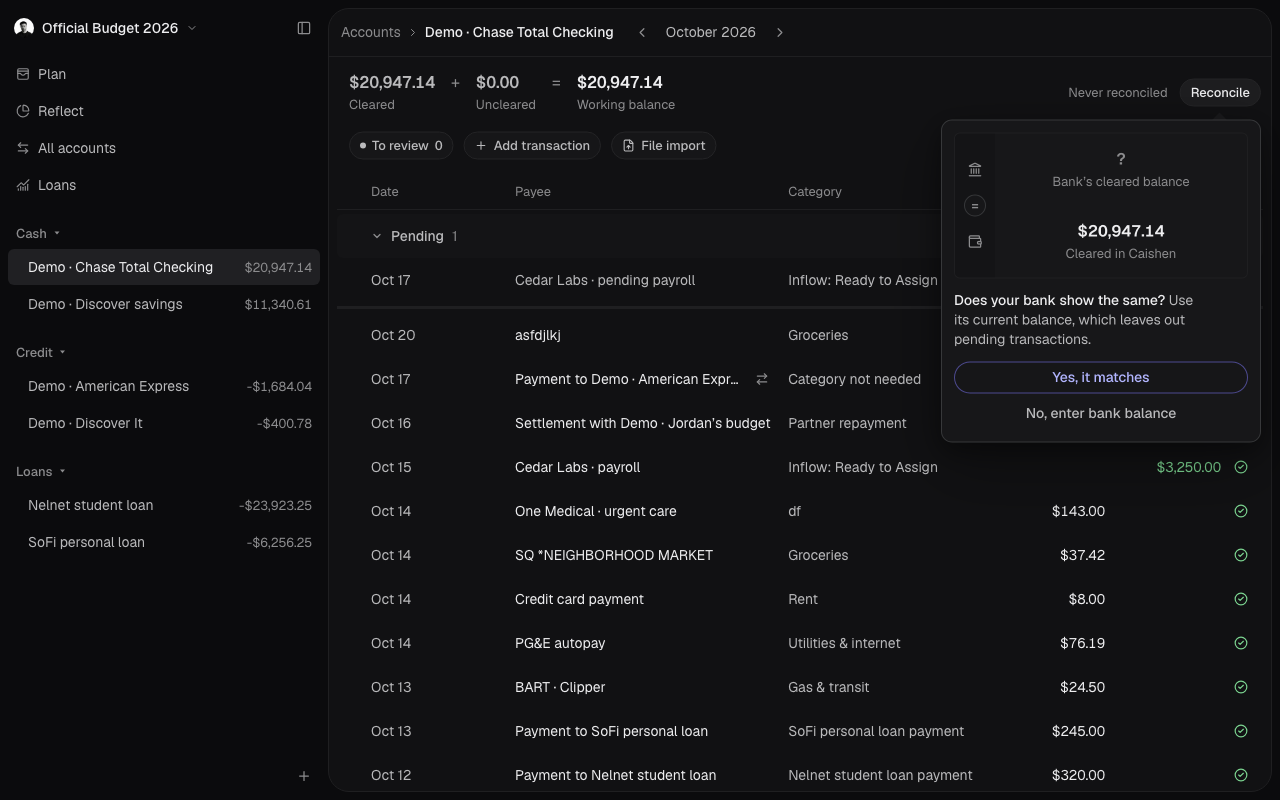 Official Budget 2026
Plan
Reflect
All accounts
Loans
Cash
Demo · Chase Total Checking $20,947.14
Demo · Discover savings $11,340.61
Credit
Demo · American Express -$1,684.04
Demo · Discover It -$400.78
Loans
Nelnet student loan -$23,923.25
SoFi personal loan -$6,256.25
Accounts > Demo · Chase Total Checking < October 2026 >
$20,947.14 + $0.00 = $20,947.14
Cleared Uncleared Working balance
Never reconciled Reconcile
To review 0 + Add transaction File import
Date Payee Category
Pending 1
Oct 17 Cedar Labs · pending payroll Inflow: Ready to Assign
Oct 20 asfdjlkj Groceries
Oct 17 Payment to Demo · American Expr... Category not needed
Oct 16 Settlement with Demo · Jordan's budget Partner repayment
Oct 15 Cedar Labs · payroll Inflow: Ready to Assign $3,250.00
Oct 14 One Medical · urgent care df $143.00
Oct 14 SQ *NEIGHBORHOOD MARKET Groceries $37.42
Oct 14 Credit card payment Rent $8.00
Oct 14 PG&E autopay Utilities & internet $76.19
Oct 13 BART · Clipper Gas & transit $24.50
Oct 13 Payment to SoFi personal loan SoFi personal loan payment $245.00
Oct 12 Payment to Nelnet student loan Nelnet student loan payment $320.00
?
Bank's cleared balance
=
$20,947.14
Cleared in Caishen
Does your bank show the same? Use
its current balance, which leaves out
pending transactions.
Yes, it matches
No, enter bank balance